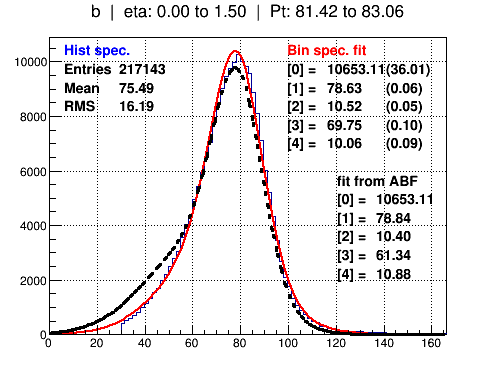 b | eta: 0.00 to 1.50 | Pt: 81.42 to 83.06
Hist spec.
Entries 217143
Mean 75.49
RMS 16.19
Bin spec. fit
[0] = 10653.11(36.01)
[1] = 78.63 (0.06)
[2] = 10.52 (0.05)
[3] = 69.75 (0.10)
[4] = 10.06 (0.09)
fit from ABF
[0] = 10653.11
[1] = 78.84
[2] = 10.40
[3] = 61.34
[4] = 10.88
10000
8000
6000
4000
2000
0
0 20 40 60 80 100 120 140 160